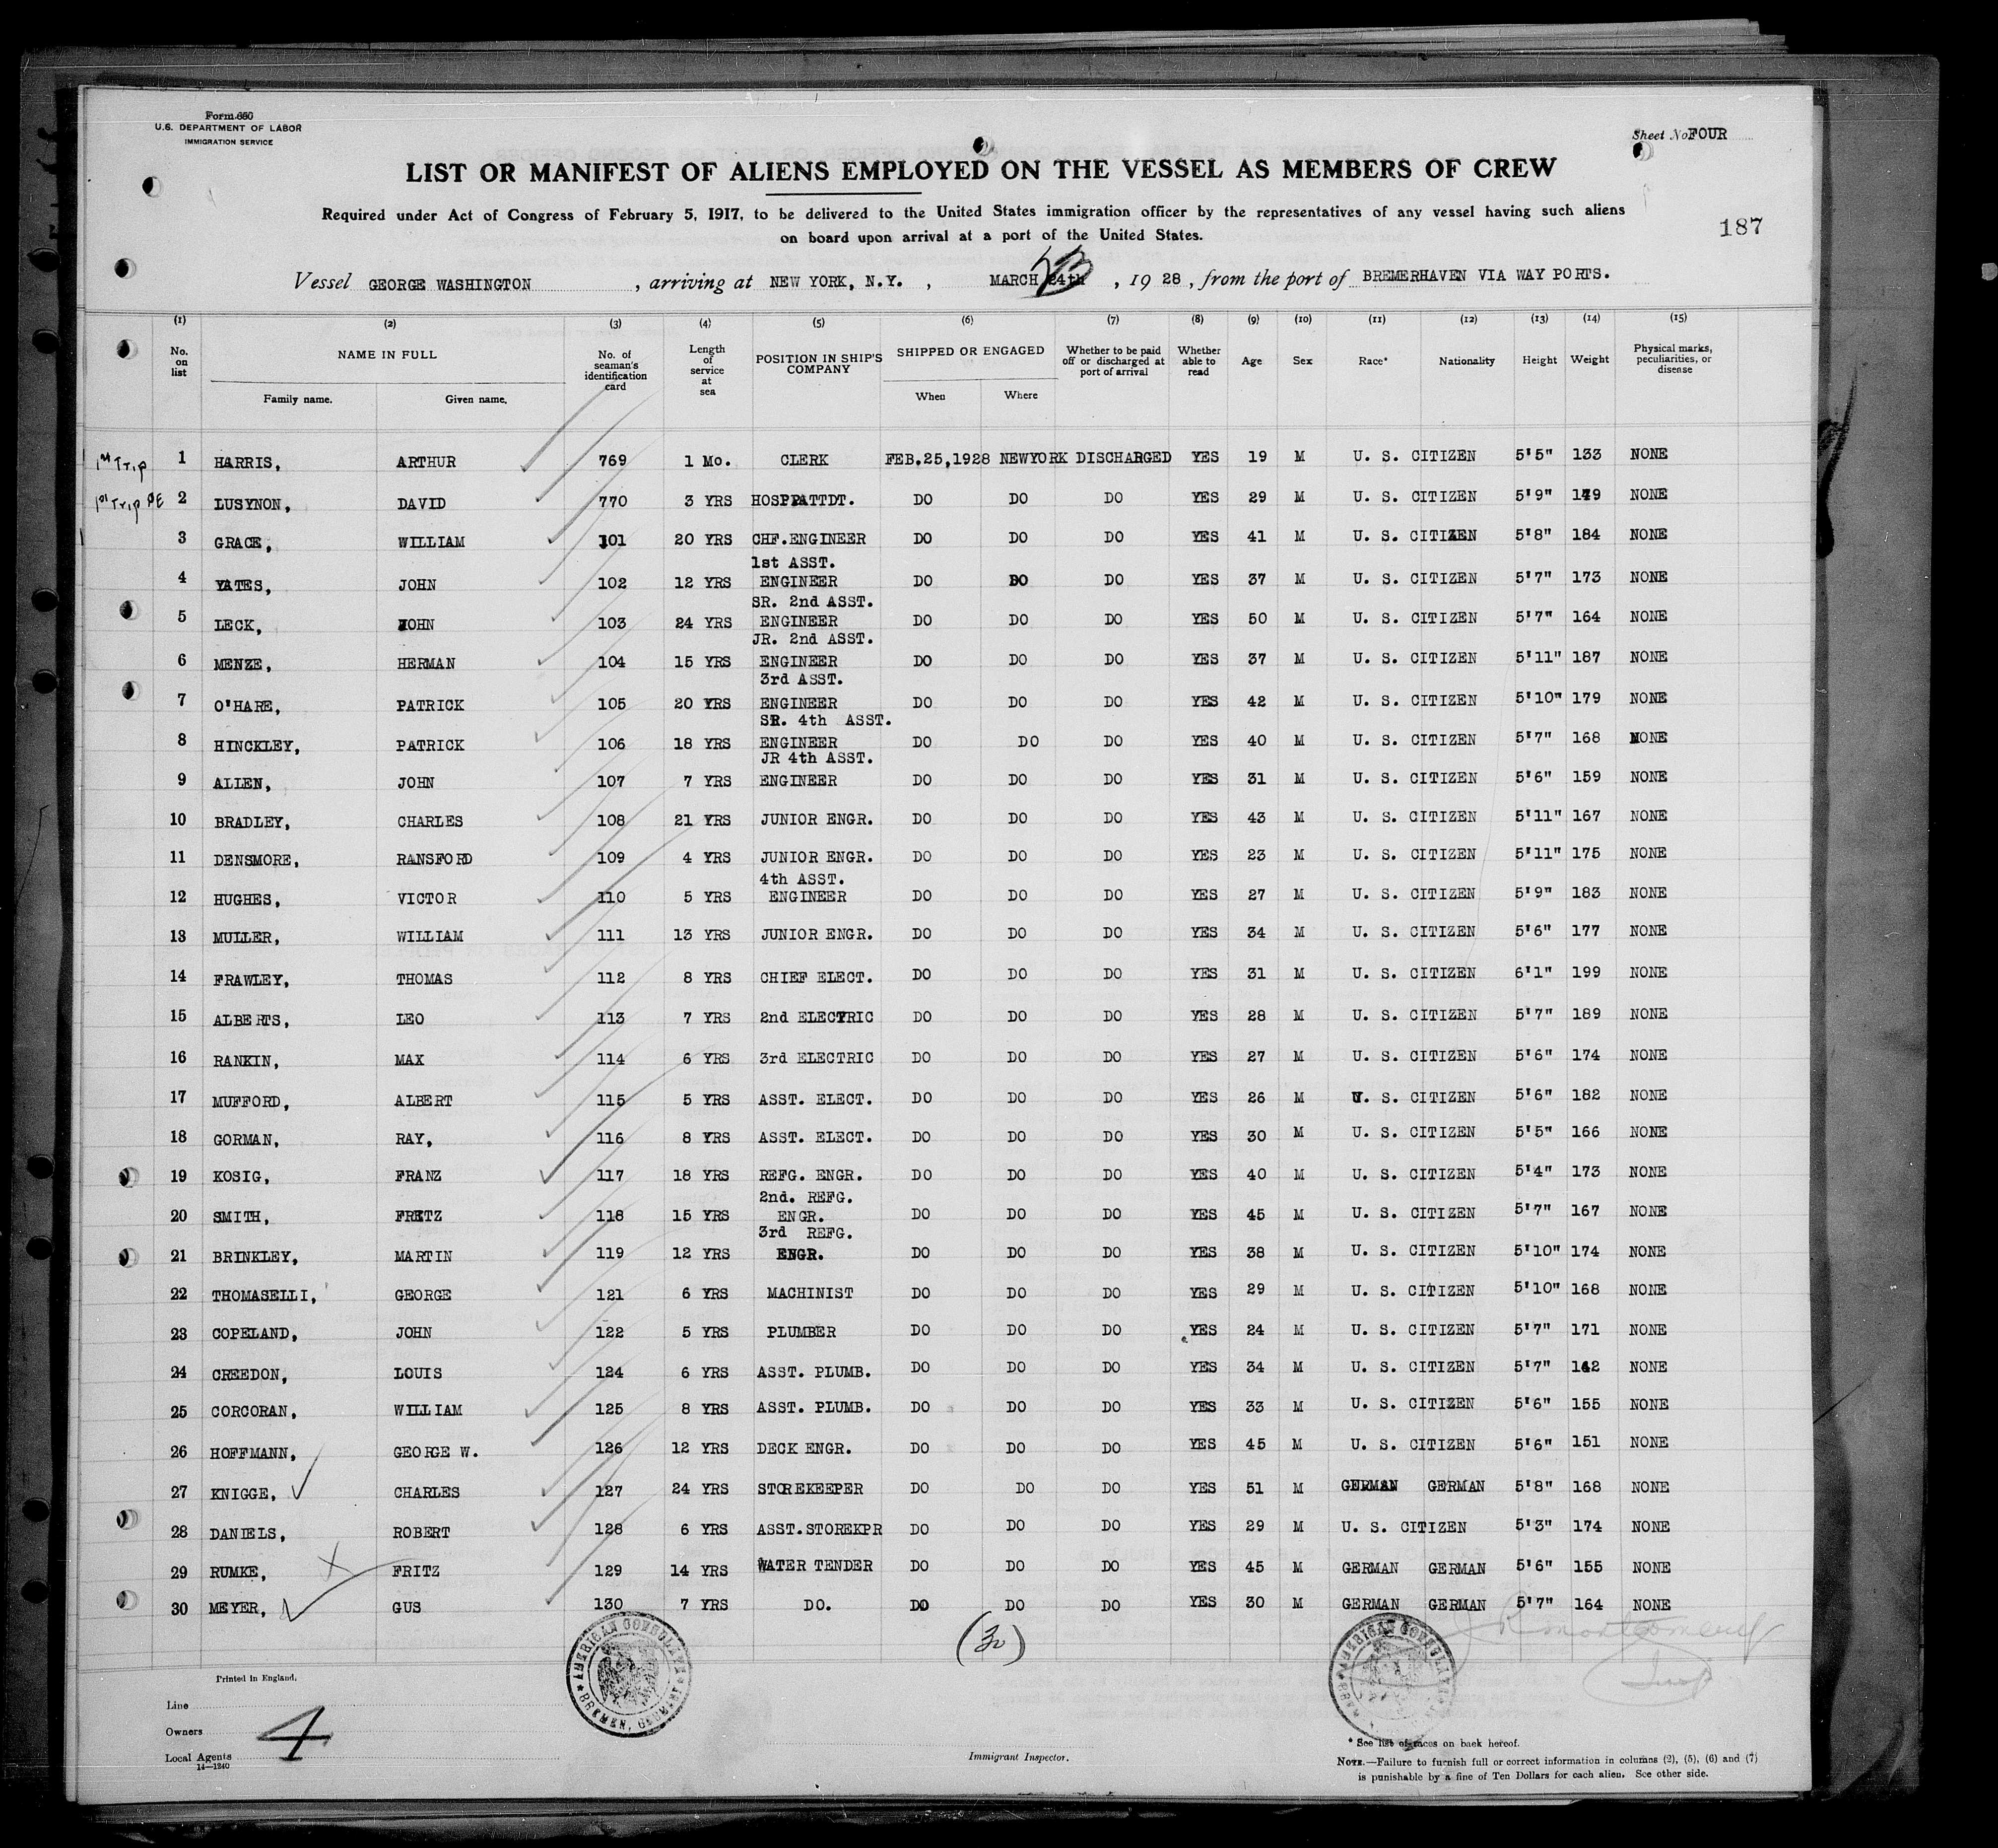 Form 680
U.S. DEPARTMENT OF LABOR
IMMIGRATION SERVICE
Sheet No. FOUR
LIST OR MANIFEST OF ALIENS EMPLOYED ON THE VESSEL AS MEMBERS OF CREW
Required under Act of Congress of February 5, 1917, to be delivered to the United States immigration officer by the representatives of any vessel having such aliens
on board upon arrival at a port of the United States.
187
Vessel GEORGE WASHINGTON , arriving at NEW YORK, N.Y. , MARCH 24th , 1928 , from the port of BREMERHAVEN VIA WAY PORTS.
(1) (2) (3) (4) (5) (6) (7) (8) (9) (10) (11) (12) (13) (14) (15)
No. on list NAME IN FULL No. of seaman's identification card Length of service at sea POSITION IN SHIP'S COMPANY SHIPPED OR ENGAGED Whether to be paid off or discharged at port of arrival Whether able to read Age Sex Race* Nationality Height Weight Physical marks, peculiarities, or disease
Family name. Given name. When Where
1st Trip 1 HARRIS, ARTHUR 769 1 Mo. CLERK FEB.25,1928 NEWYORK DISCHARGED YES 19 M U. S. CITIZEN 5'5" 133 NONE
1st Trip 2 LUSYNON, DAVID 770 3 YRS HOSP.ATTDT. DO DO DO YES 29 M U. S. CITIZEN 5'9" 149 NONE
3 GRACE, WILLIAM 101 20 YRS CHF.ENGINEER DO DO DO YES 41 M U. S. CITIZEN 5'8" 184 NONE
4 YATES, JOHN 102 12 YRS 1st ASST. ENGINEER DO DO DO YES 37 M U. S. CITIZEN 5'7" 173 NONE
5 LECK, JOHN 103 24 YRS SR. 2nd ASST. ENGINEER DO DO DO YES 50 M U. S. CITIZEN 5'7" 164 NONE
6 MENZE, HERMAN 104 15 YRS JR. 2nd ASST. ENGINEER DO DO DO YES 37 M U. S. CITIZEN 5'11" 187 NONE
7 O'HARE, PATRICK 105 20 YRS 3rd ASST. ENGINEER DO DO DO YES 42 M U. S. CITIZEN 5'10" 179 NONE
8 HINCKLEY, PATRICK 106 18 YRS SR. 4th ASST. ENGINEER DO DO DO YES 40 M U. S. CITIZEN 5'7" 168 NONE
9 ALLEN, JOHN 107 7 YRS JR 4th ASST. ENGINEER DO DO DO YES 31 M U. S. CITIZEN 5'6" 159 NONE
10 BRADLEY, CHARLES 108 21 YRS JUNIOR ENGR. DO DO DO YES 43 M U. S. CITIZEN 5'11" 167 NONE
11 DENSMORE, RANSFORD 109 4 YRS JUNIOR ENGR. DO DO DO YES 23 M U. S. CITIZEN 5'11" 175 NONE
12 HUGHES, VICTOR 110 5 YRS 4th ASST. ENGINEER DO DO DO YES 27 M U. S. CITIZEN 5'9" 183 NONE
13 MULLER, WILLIAM 111 13 YRS JUNIOR ENGR. DO DO DO YES 34 M U. S. CITIZEN 5'6" 177 NONE
14 FRAWLEY, THOMAS 112 8 YRS CHIEF ELECT. DO DO DO YES 31 M U. S. CITIZEN 6'1" 199 NONE
15 ALBERTS, LEO 113 7 YRS 2nd ELECTRIC DO DO DO YES 28 M U. S. CITIZEN 5'7" 189 NONE
16 RANKIN, MAX 114 6 YRS 3rd ELECTRIC DO DO DO YES 27 M U. S. CITIZEN 5'6" 174 NONE
17 MUFFORD, ALBERT 115 5 YRS ASST. ELECT. DO DO DO YES 26 M U. S. CITIZEN 5'6" 182 NONE
18 GORMAN, RAY, 116 8 YRS ASST. ELECT. DO DO DO YES 30 M U. S. CITIZEN 5'5" 166 NONE
19 KOSIG, FRANZ 117 18 YRS REFG. ENGR. DO DO DO YES 40 M U. S. CITIZEN 5'4" 173 NONE
20 SMITH, FRITZ 118 15 YRS 2nd. REFG. ENGR. DO DO DO YES 45 M U. S. CITIZEN 5'7" 167 NONE
21 BRINKLEY, MARTIN 119 12 YRS 3rd REFG. ENGR. DO DO DO YES 38 M U. S. CITIZEN 5'10" 174 NONE
22 THOMASELLI, GEORGE 121 6 YRS MACHINIST DO DO DO YES 29 M U. S. CITIZEN 5'10" 168 NONE
23 COPELAND, JOHN 122 5 YRS PLUMBER DO DO DO YES 24 M U. S. CITIZEN 5'7" 171 NONE
24 CREEDON, LOUIS 124 6 YRS ASST. PLUMB. DO DO DO YES 34 M U. S. CITIZEN 5'7" 142 NONE
25 CORCORAN, WILLIAM 125 8 YRS ASST. PLUMB. DO DO DO YES 33 M U. S. CITIZEN 5'6" 155 NONE
26 HOFFMANN, GEORGE W. 126 12 YRS DECK ENGR. DO DO DO YES 45 M U. S. CITIZEN 5'6" 151 NONE
27 KNIGGE, CHARLES 127 24 YRS STOREKEEPER DO DO DO YES 51 M GERMAN GERMAN 5'8" 168 NONE
28 DANIELS, ROBERT 128 6 YRS ASST.STOREKPR DO DO DO YES 29 M U. S. CITIZEN 5'3" 174 NONE
29 RUMKE, FRITZ 129 14 YRS WATER TENDER DO DO DO YES 45 M GERMAN GERMAN 5'6" 155 NONE
30 MEYER, GUS 130 7 YRS DO. DO DO DO YES 30 M GERMAN GERMAN 5'7" 164 NONE
(30)
AMERICAN CONSULATE BREMEN, GERMANY
AMERICAN CONSULATE
R Montgomery
Insp
Printed in England.
Line
Owners
Local Agents
14—1240
4
Immigrant Inspector.
* See list of races on back hereof.
NOTE.—Failure to furnish full or correct information in columns (2), (5), (6) and (7)
is punishable by a fine of Ten Dollars for each alien. See other side.